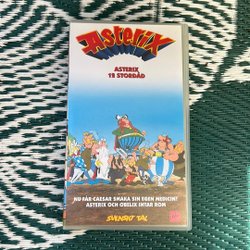 Asterix
ASTERIX
12 STORDÅD
NU FÅR CAESAR SMAKA SIN EGEN MEDICIN!
ASTERIX OCH OBELIX INTAR ROM
SVENSKT TAL